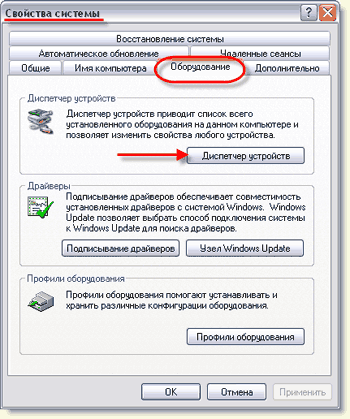 Свойства системы
Восстановление системы
Автоматическое обновление
Удаленные сеансы
Общие
Имя компьютера
Оборудование
Дополнительно
Диспетчер устройств
Диспетчер устройств приводит список всего
установленного оборудования на данном компьютере и
позволяет изменить свойства любого устройства.
Диспетчер устройств
Драйверы
Подписывание драйверов обеспечивает совместимость
установленных драйверов с системой Windows. Windows
Update позволяет выбрать способ подключения системы
к Windows Update для поиска драйверов.
Подписывание драйверов
Узел Windows Update
Профили оборудования
Профили оборудования помогают устанавливать и
хранить различные конфигурации оборудования.
Профили оборудования
OK
Отмена
Применить